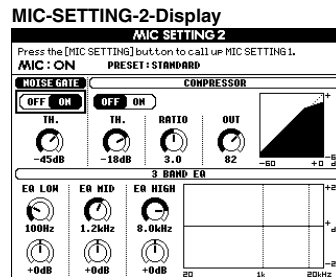 MIC-SETTING-2-Display
MIC SETTING 2
Press the [MIC SETTING] button to call up MIC SETTING 1.
MIC : ON PRESET : STANDARD
NOISE GATE COMPRESSOR
OFF ON OFF ON
TH. TH. RATIO OUT
-45dB -18dB 3.0 82
-60 +0
3 BAND EQ
EQ LOW EQ MID EQ HIGH
100Hz 1.2kHz 8.0kHz
+0dB +0dB +0dB
20 1k 20kHz